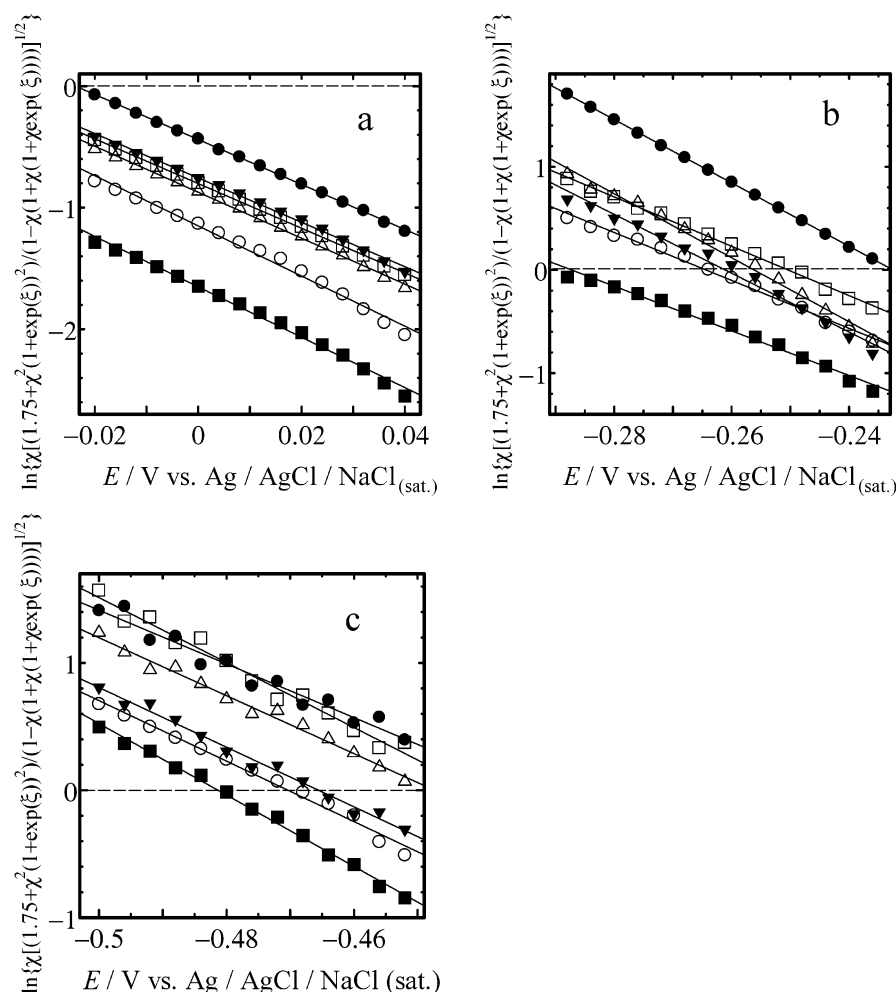 ln{χ[(1.75+χ²(1+exp(ξ))²)/(1−χ(1+χ(1+χexp(ξ))))]^1/2}
0
−1
−2
a
−0.02
0
0.02
0.04
E / V vs. Ag / AgCl / NaCl(sat.)
ln{χ[(1.75+χ²(1+exp(ξ))²)/(1−χ(1+χ(1+χexp(ξ))))]^1/2}
1
0
−1
b
−0.28
−0.26
−0.24
E / V vs. Ag / AgCl / NaCl(sat.)
ln{χ[(1.75+χ²(1+exp(ξ))²)/(1−χ(1+χ(1+χexp(ξ))))]^1/2}
1
0
−1
c
−0.5
−0.48
−0.46
E / V vs. Ag / AgCl / NaCl (sat.)